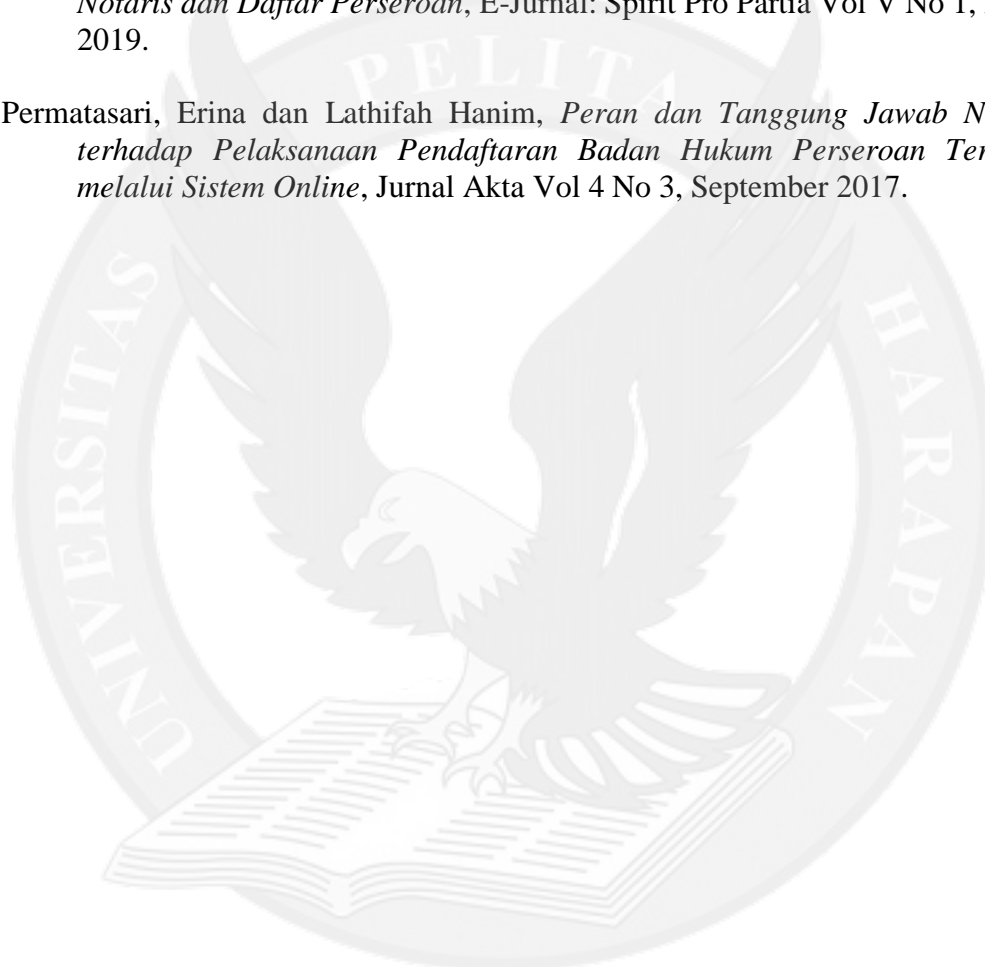 Notaris dan Daftar Perseroan, E-Jurnal: Spirit Pro Partia Vol V No 1,
2019.
Permatasari, Erina dan Lathifah Hanim, Peran dan Tanggung Jawab
terhadap Pelaksanaan Pendaftaran Badan Hukum Perseroan
melalui Sistem Online, Jurnal Akta Vol 4 No 3, September 2017.
UNIVERSITAS PELITA HARAPAN